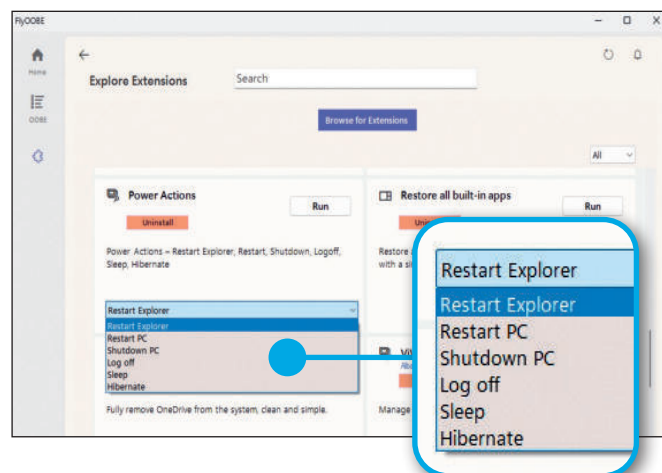 FlyOOBE
Home
Explore Extensions
Search
OOBE
Browse for Extensions
All
Power Actions
Run
Uninstall
Power Actions – Restart Explorer, Restart, Shutdown, Logoff,
Sleep, Hibernate
Restart Explorer
Restart Explorer
Restart PC
Shutdown PC
Log off
Sleep
Hibernate
Fully remove OneDrive from the system, clean and simple.
Restore all built-in apps
Run
Restore
with a
Manage
Restart Explorer
Restart Explorer
Restart PC
Shutdown PC
Log off
Sleep
Hibernate